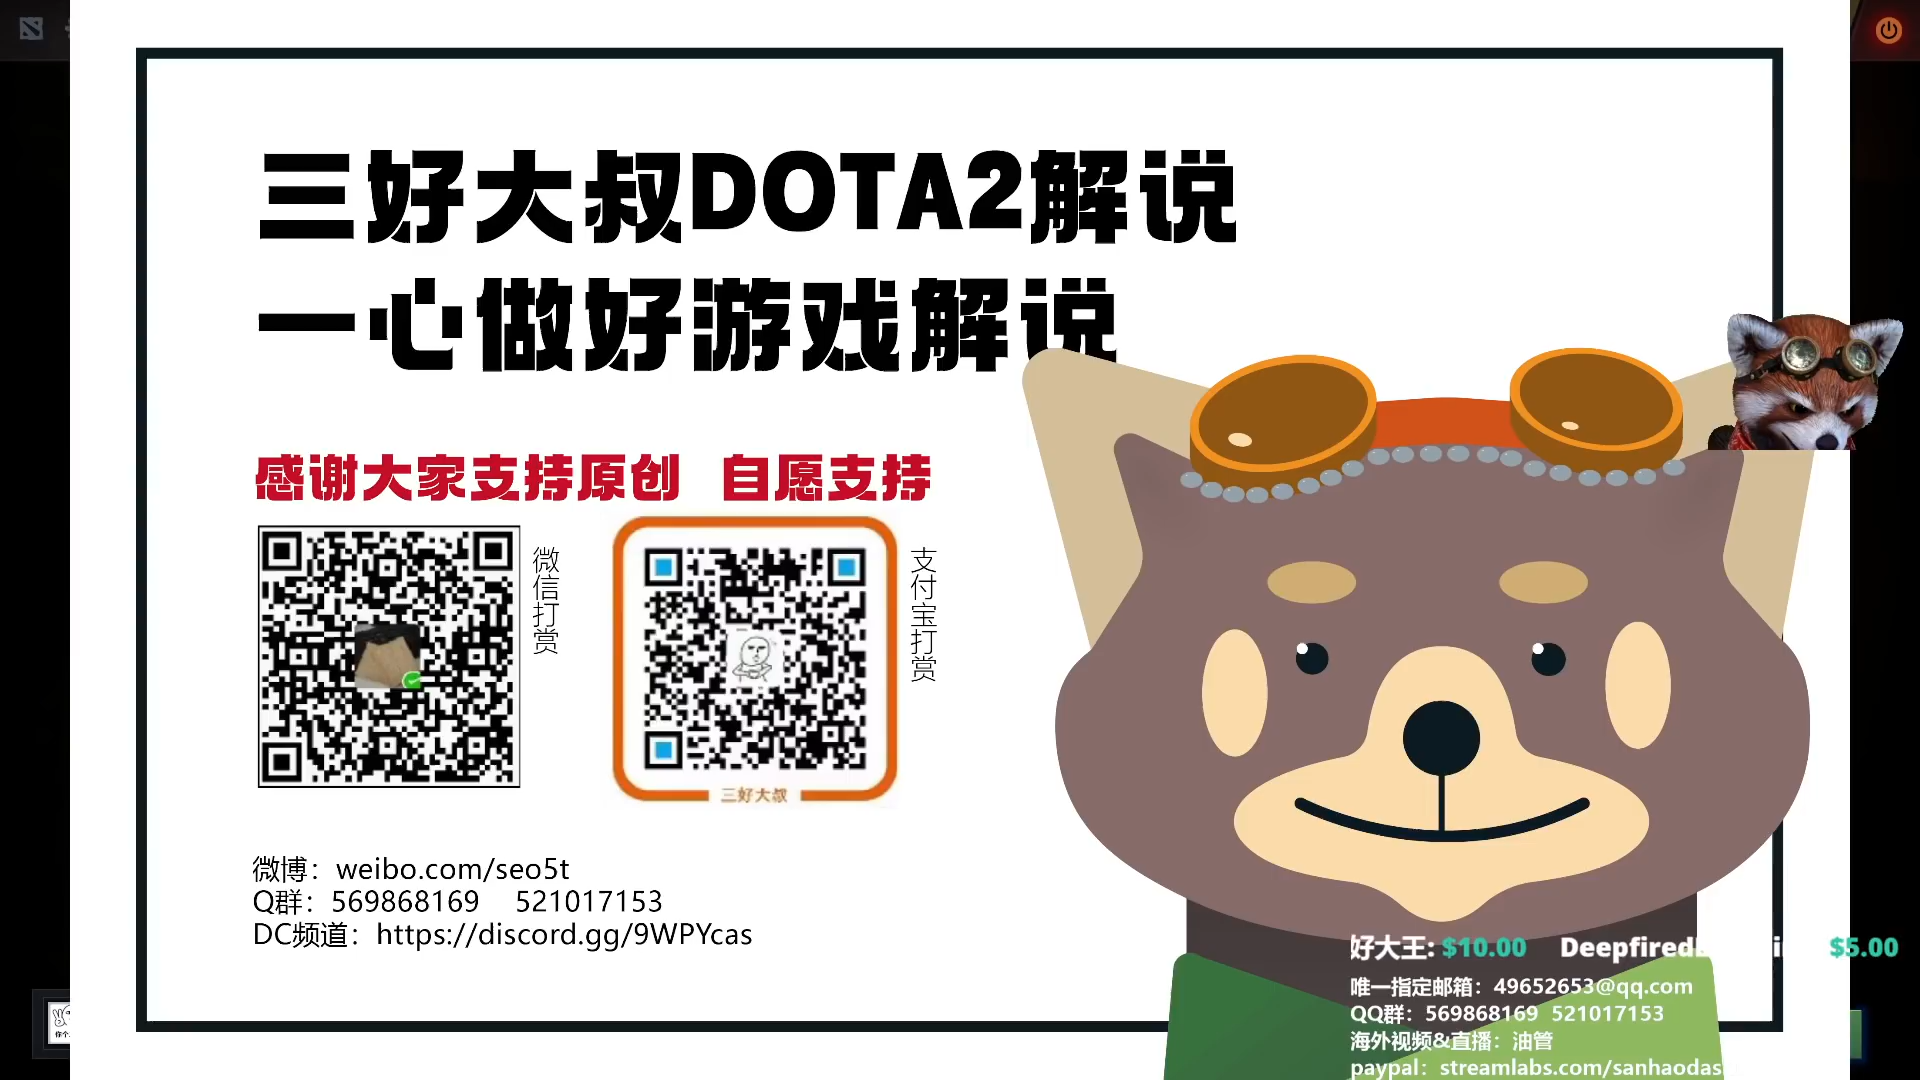 三好大叔DOTA2解说
一心做好游戏解说
感谢大家支持原创 自愿支持
微信打赏
支付宝打赏
三好大叔
微博：weibo.com/seo5t
Q群：569868169 521017153
DC频道：https://discord.gg/9WPYcas
好大王: $10.00 $5.00
唯一指定邮箱：49652653@qq.com
QQ群：569868169 521017153
海外视频&直播：油管
paypal：streamlabs.com/sanhaodas